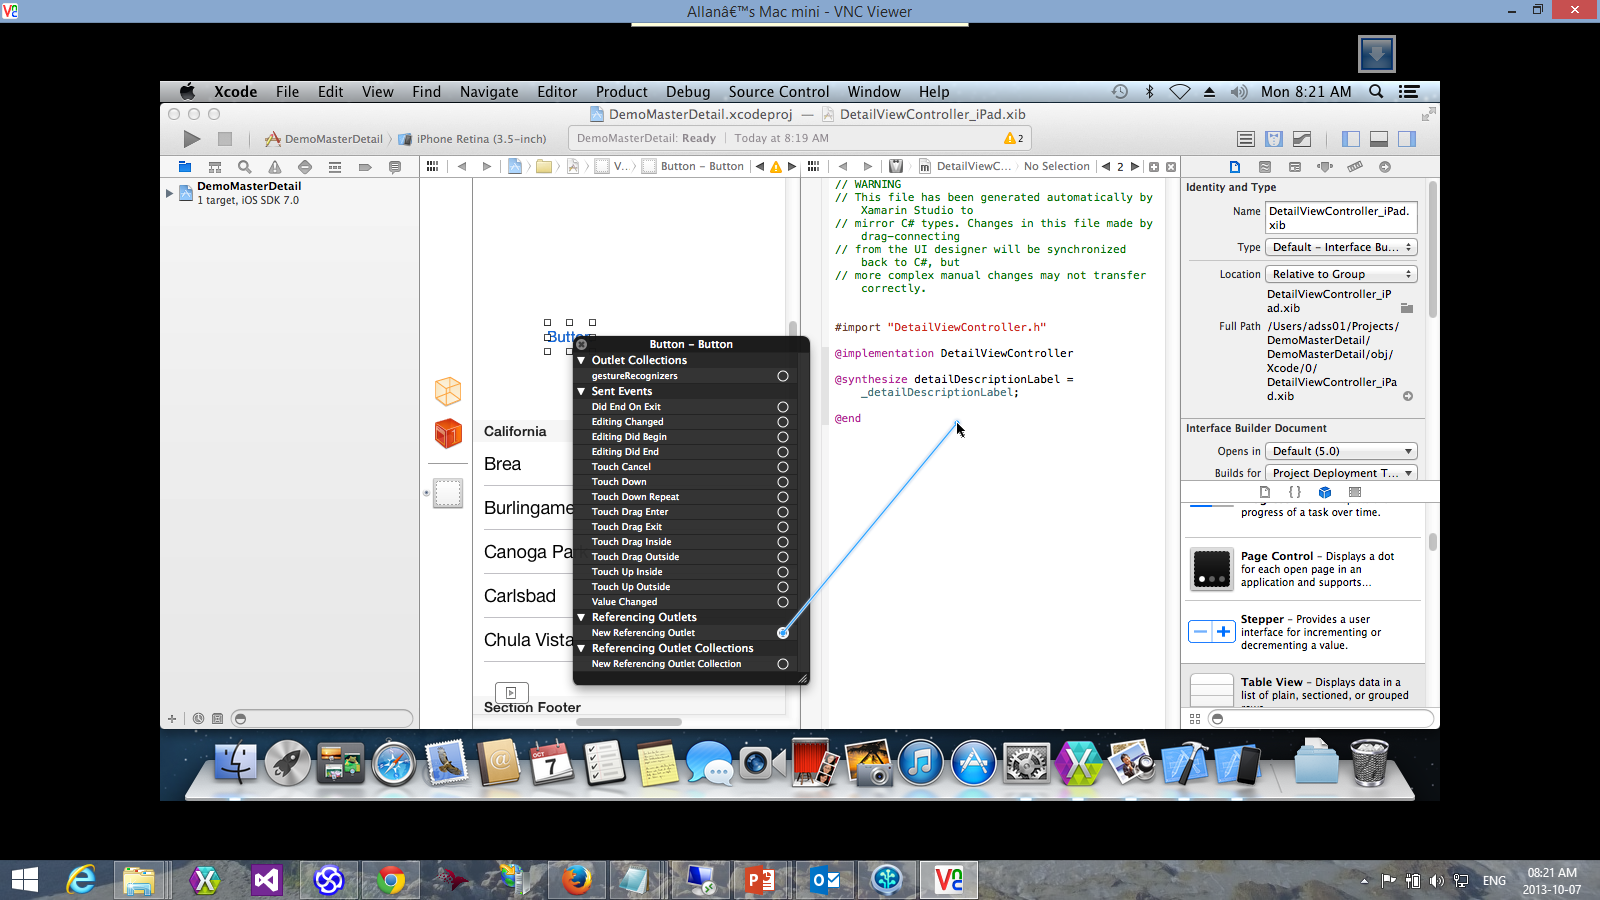 Allanâ€™s Mac mini - VNC Viewer
Xcode File Edit View Find Navigate Editor Product Debug Source Control Window Help Mon 8:21 AM
DemoMasterDetail.xcodeproj — DetailViewController_iPad.xib
DemoMasterDetail iPhone Retina (3.5-inch) DemoMasterDetail: Ready Today at 8:19 AM 2
V... Button – Button DetailViewC... No Selection 2
DemoMasterDetail
1 target, iOS SDK 7.0
Button
California
Brea
Burlingame
Canoga Park
Carlsbad
Chula Vista
Section Footer
Button – Button
Outlet Collections
gestureRecognizers
Sent Events
Did End On Exit
Editing Changed
Editing Did Begin
Editing Did End
Touch Cancel
Touch Down
Touch Down Repeat
Touch Drag Enter
Touch Drag Exit
Touch Drag Inside
Touch Drag Outside
Touch Up Inside
Touch Up Outside
Value Changed
Referencing Outlets
New Referencing Outlet
Referencing Outlet Collections
New Referencing Outlet Collection
// WARNING
// This file has been generated automatically by
Xamarin Studio to
// mirror C# types. Changes in this file made by
drag-connecting
// from the UI designer will be synchronized
back to C#, but
// more complex manual changes may not transfer
correctly.
#import "DetailViewController.h"
@implementation DetailViewController
@synthesize detailDescriptionLabel =
_detailDescriptionLabel;
@end
Identity and Type
Name DetailViewController_iPad.
xib
Type Default – Interface Bu...
Location Relative to Group
DetailViewController_iP
ad.xib
Full Path /Users/adss01/Projects/
DemoMasterDetail/
DemoMasterDetail/obj/
Xcode/0/
DetailViewController_iPa
d.xib
Interface Builder Document
Opens in Default (5.0)
Builds for Project Deployment T...
progress of a task over time.
Page Control – Displays a dot
for each open page in an
application and supports...
Stepper – Provides a user
interface for incrementing or
decrementing a value.
Table View – Displays data in a
list of plain, sectioned, or grouped
OCT
7
ENG
08:21 AM
2013-10-07